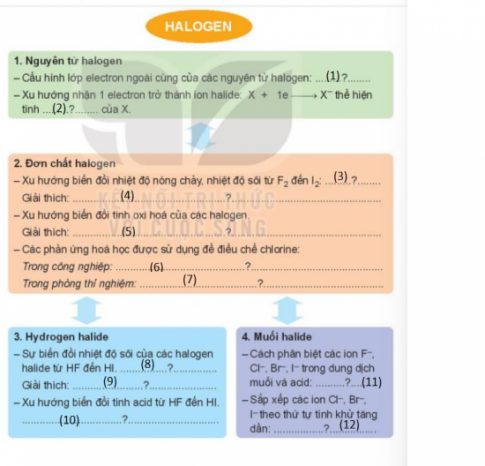 HALOGEN
1. Nguyên tử halogen
– Cấu hình lớp electron ngoài cùng của các nguyên tử halogen: ....(1).?........
– Xu hướng nhận 1 electron trở thành ion halide: X + 1e ⟶ X⁻ thể hiện
tính ....(2).?......... của X.
2. Đơn chất halogen
– Xu hướng biến đổi nhiệt độ nóng chảy, nhiệt độ sôi từ F₂ đến I₂: ...(3).?........
Giải thích: ..............(4)..............................?...............................................
– Xu hướng biến đổi tính oxi hoá của các halogen.
Giải thích: ..............(5)..............................?...............................................
– Các phản ứng hoá học được sử dụng để điều chế chlorine:
Trong công nghiệp: ..........(6)..........................?.........................................
Trong phòng thí nghiệm: ............(7)..................?.....................................
KẾT NỐI TRI THỨC
VỚI CUỘC SỐNG
3. Hydrogen halide
– Sự biến đổi nhiệt độ sôi của các halogen
halide từ HF đến HI. ......(8)....?.............
Giải thích: .........(9)..........?....................
– Xu hướng biến đổi tính acid từ HF đến HI.
...........(10)..............?..........................
4. Muối halide
– Cách phân biệt các ion F⁻,
Cl⁻, Br⁻, I⁻ trong dung dịch
muối và acid: ..........?....(11)
– Sắp xếp các ion Cl⁻, Br⁻,
I⁻ theo thứ tự tính khử tăng
dần: .................?...(12)......